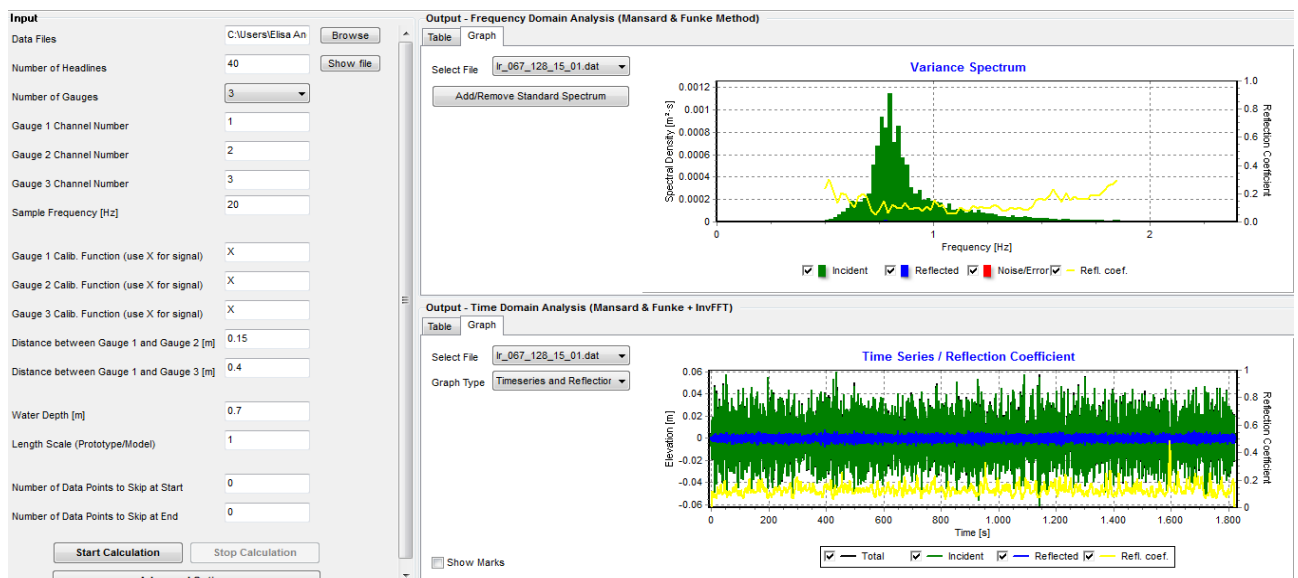 Input
Data Files
C:\Users\Elisa An
Browse
Number of Headlines
40
Show file
Number of Gauges
3
Gauge 1 Channel Number
1
Gauge 2 Channel Number
2
Gauge 3 Channel Number
3
Sample Frequency [Hz]
20
Gauge 1 Calib. Function (use X for signal)
X
Gauge 2 Calib. Function (use X for signal)
X
Gauge 3 Calib. Function (use X for signal)
X
Distance between Gauge 1 and Gauge 2 [m]
0.15
Distance between Gauge 1 and Gauge 3 [m]
0.4
Water Depth [m]
0.7
Length Scale (Prototype/Model)
1
Number of Data Points to Skip at Start
0
Number of Data Points to Skip at End
0
Start Calculation
Stop Calculation
Output - Frequency Domain Analysis (Mansard & Funke Method)
Table
Graph
Select File
Ir_067_128_15_01.dat
Add/Remove Standard Spectrum
Variance Spectrum
Spectral Density [m²·s]
0.0012
0.001
0.0008
0.0006
0.0004
0.0002
0
1.0
0.8
0.6
0.4
0.2
0.0
Reflection Coefficient
0 1 2
Frequency [Hz]
Incident Reflected Noise/Error Refl. coef.
Output - Time Domain Analysis (Mansard & Funke + InvFFT)
Table
Graph
Select File
Ir_067_128_15_01.dat
Graph Type
Timeseries and Reflection
Show Marks
Time Series / Reflection Coefficient
Elevation [m]
0.06
0.04
0.02
0
-0.02
-0.04
-0.06
1
0.8
0.6
0.4
0.2
0
Reflection Coefficient
0 200 400 600 800 1.000 1.200 1.400 1.600 1.800
Time [s]
Total Incident Reflected Refl. coef.